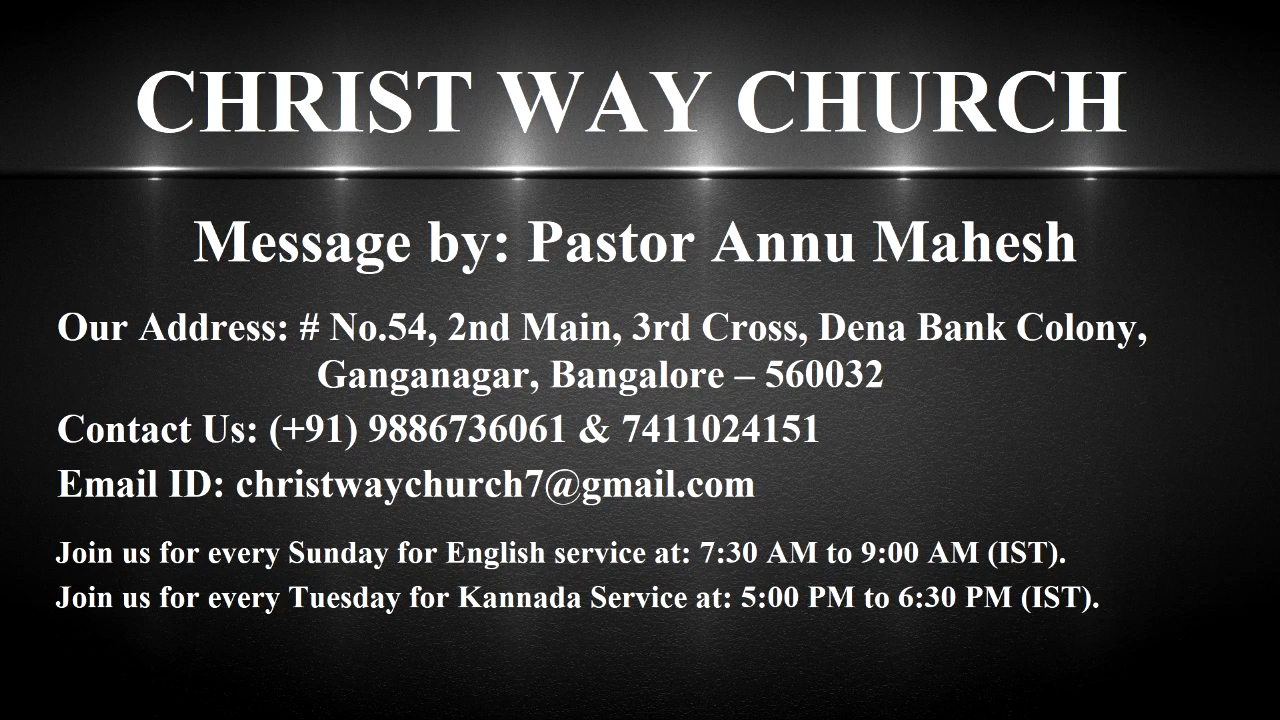 CHRIST WAY CHURCH
Message by: Pastor Annu Mahesh
Our Address: # No.54, 2nd Main, 3rd Cross, Dena Bank Colony,
Ganganagar, Bangalore – 560032
Contact Us: (+91) 9886736061 & 7411024151
Email ID: christwaychurch7@gmail.com
Join us for every Sunday for English service at: 7:30 AM to 9:00 AM (IST).
Join us for every Tuesday for Kannada Service at: 5:00 PM to 6:30 PM (IST).